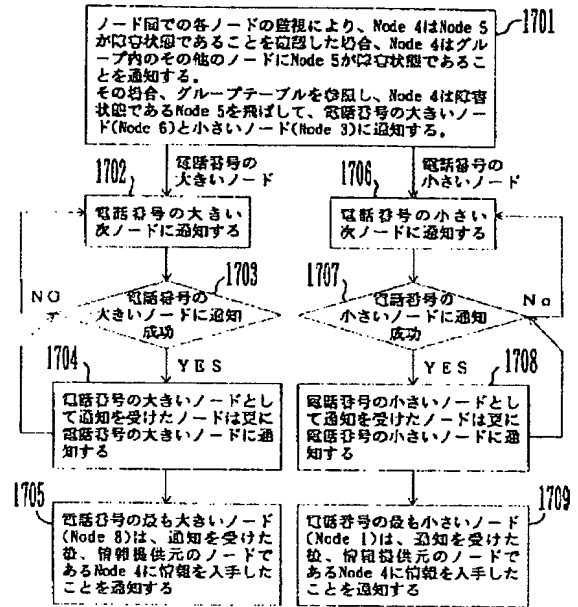 1701
ノード間での各ノードの監視により、Node 4はNode 5
が障害状態であることを確認した場合、Node 4はグルー
プ内のその他のノードにNode 5が障害状態であるこ
とを通知する。
その場合、グループテーブルを参照し、Node 4は障害
状態であるNode 5を飛ばして、電話番号の大きいノー
ド(Node 6)と小さいノード(Node 3)に通知する。
電話番号の
大きいノード
1702
電話番号の大きい
次ノードに通知する
1703
電話番号の
大きいノードに通知
成功
NO
YES
1704
電話番号の大きいノードとし
て通知を受けたノードは更に
電話番号の大きいノードに通
知する
1705
電話番号の最も大きいノード
(Node 8)は、通知を受けた
後、情報提供元のノードで
あるNode 4に情報を入手した
ことを通知する
電話番号の
小さいノード
1706
電話番号の小さい
次ノードに通知する
1707
電話番号の
小さいノードに通知
成功
No
YES
1708
電話番号の小さいノードとし
て通知を受けたノードは更に
電話番号の小さいノードに通
知する
1709
電話番号の最も小さいノード
(Node 1)は、通知を受けた
後、情報提供元のノードで
あるNode 4に情報を入手した
ことを通知する